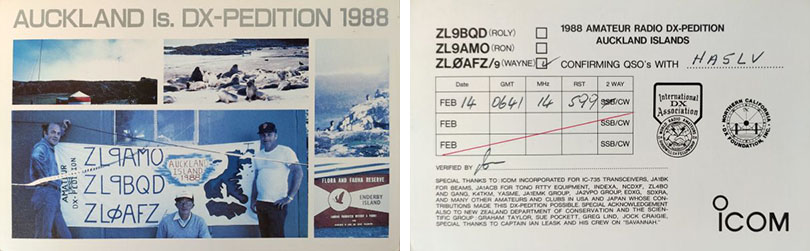 AUCKLAND Is. DX-PEDITION 1988
AMATEUR RADIO
DX-PEDITION
ZL9AMO
ZL9BQD
ZLØAFZ
AUCKLAND
ISLAND
1988
FLORA AND FAUNA RESERVE
ENDERBY
ISLAND
ZL9BQD (ROLY)
ZL9AMO (RON)
ZLØAFZ/9 (WAYNE)
1988 AMATEUR RADIO DX-PEDITION
AUCKLAND ISLANDS
CONFIRMING QSO's WITH HA5LV
Date GMT MHz RST 2 WAY
FEB 14 0641 14 599 SSB/CW
FEB SSB/CW
FEB SSB/CW
VERIFIED BY
International
DX
Association
NORTHERN CALIFORNIA
DX FOUNDATION, INC.
SPECIAL THANKS TO: ICOM INCORPORATED FOR IC-735 TRANSCEIVERS, JA1BK
FOR BEAMS, JA1ACB FOR TONO RTTY EQUIPMENT, INDEXA, NCDXF, ZL4BO
AND GANG, K4TKM, YASME, JA1EMK GROUP, JA2VPO GROUP, EDXG, SDXRA,
AND MANY OTHER AMATEURS AND CLUBS IN USA AND JAPAN WHOSE CON-
TRIBUTIONS MADE THIS DX-PEDITION POSSIBLE. SPECIAL ACKNOWLEDGEMENT
ALSO TO NEW ZEALAND DEPARTMENT OF CONSERVATION AND THE SCIEN-
TIFIC GROUP: GRAHAM TAYLOR, SUE POCKETT, GREG LIND, JOCK CRAIGIE,
SPECIAL THANKS TO CAPTAIN IAN LEASK AND HIS CREW ON "SAVANNAH."
ICOM